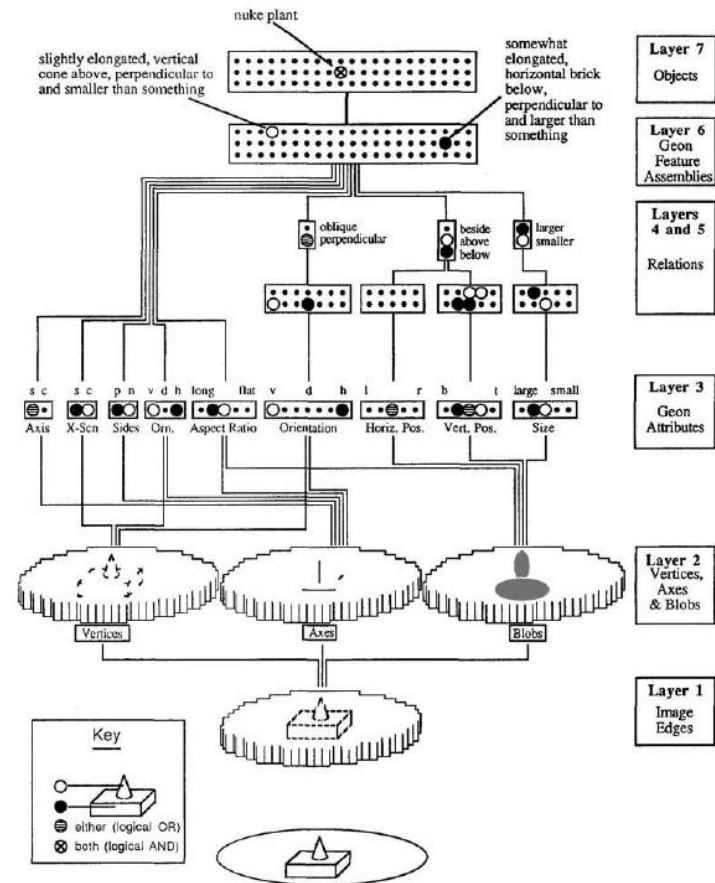 nuke plant
slightly elongated, vertical
cone above, perpendicular to
and smaller than something
somewhat
elongated,
horizontal brick
below,
perpendicular to
and larger than
something
Layer 7
Objects
Layer 6
Geon
Feature
Assemblies
oblique
perpendicular
beside
above
below
larger
smaller
Layers
4 and 5
Relations
s c
s c
p n
v d h
long flat
v d h
l r
b t
large small
Axis
X-Scn
Sides
Orn.
Aspect Ratio
Orientation
Horiz. Pos.
Vert. Pos.
Size
Layer 3
Geon
Attributes
Vertices
Axes
Blobs
Layer 2
Vertices,
Axes
& Blobs
Layer 1
Image
Edges
Key
either (logical OR)
both (logical AND)